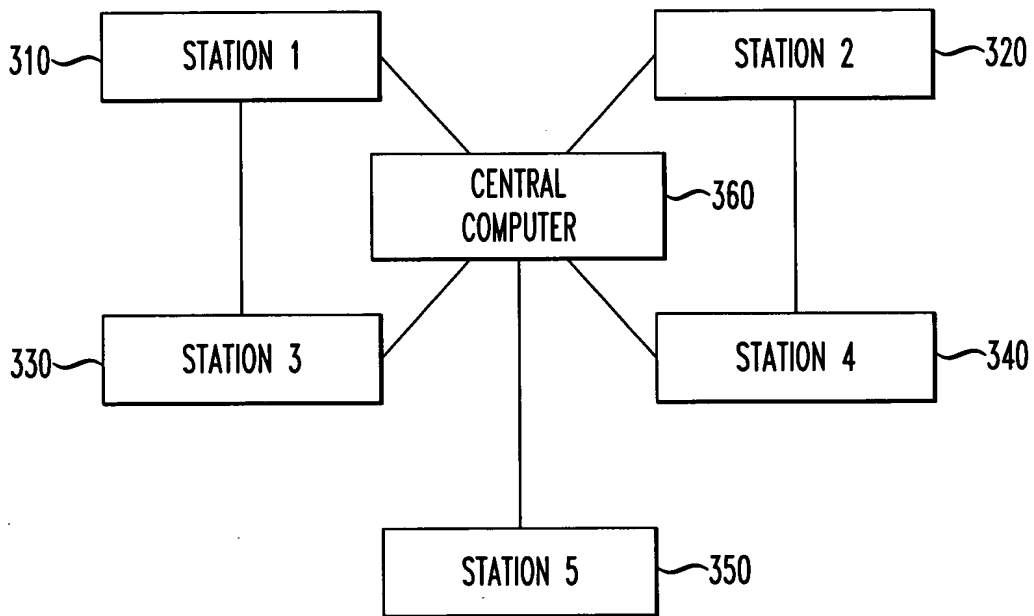 310
STATION 1
STATION 2
320
CENTRAL
COMPUTER
360
330
STATION 3
STATION 4
340
STATION 5
350